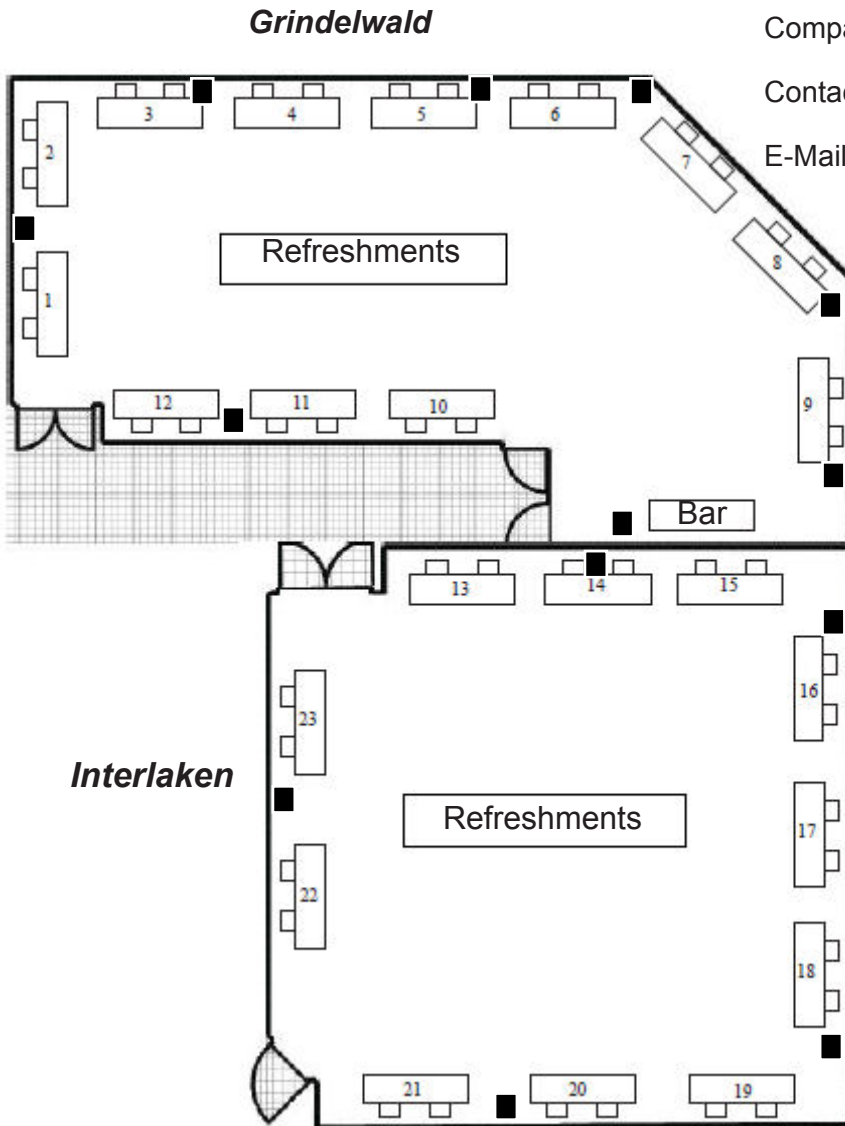 Grindelwald
Compa
Contac
E-Mail
3
4
5
6
2
7
Refreshments
8
1
12
11
10
9
Bar
13
14
15
16
23
Interlaken
Refreshments
17
22
18
21
20
19